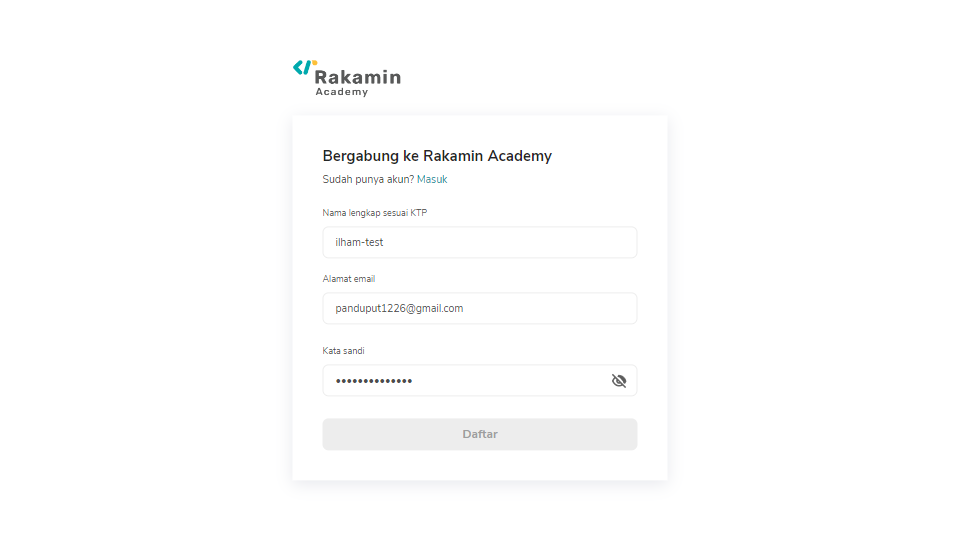 Rakamin
Academy
Bergabung ke Rakamin Academy
Sudah punya akun? Masuk
Nama lengkap sesuai KTP
ilham-test
Alamat email
panduput1226@gmail.com
Kata sandi
••••••••••••••
Daftar